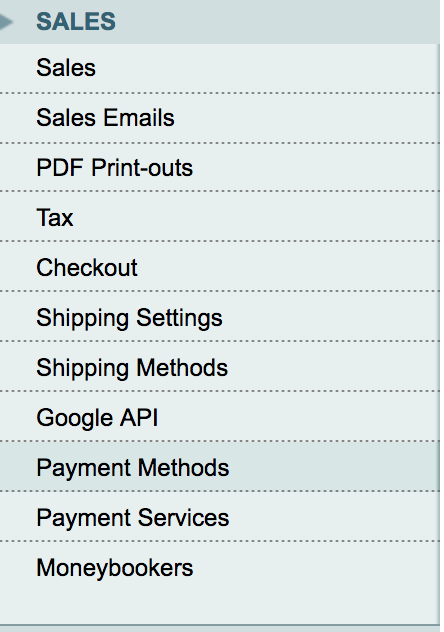 SALES
Sales
Sales Emails
PDF Print-outs
Tax
Checkout
Shipping Settings
Shipping Methods
Google API
Payment Methods
Payment Services
Moneybookers